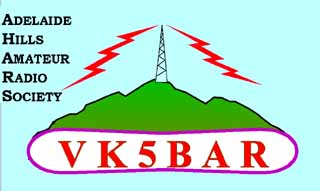 ADELAIDE
HILLS
AMATEUR
RADIO
SOCIETY
VK5BAR